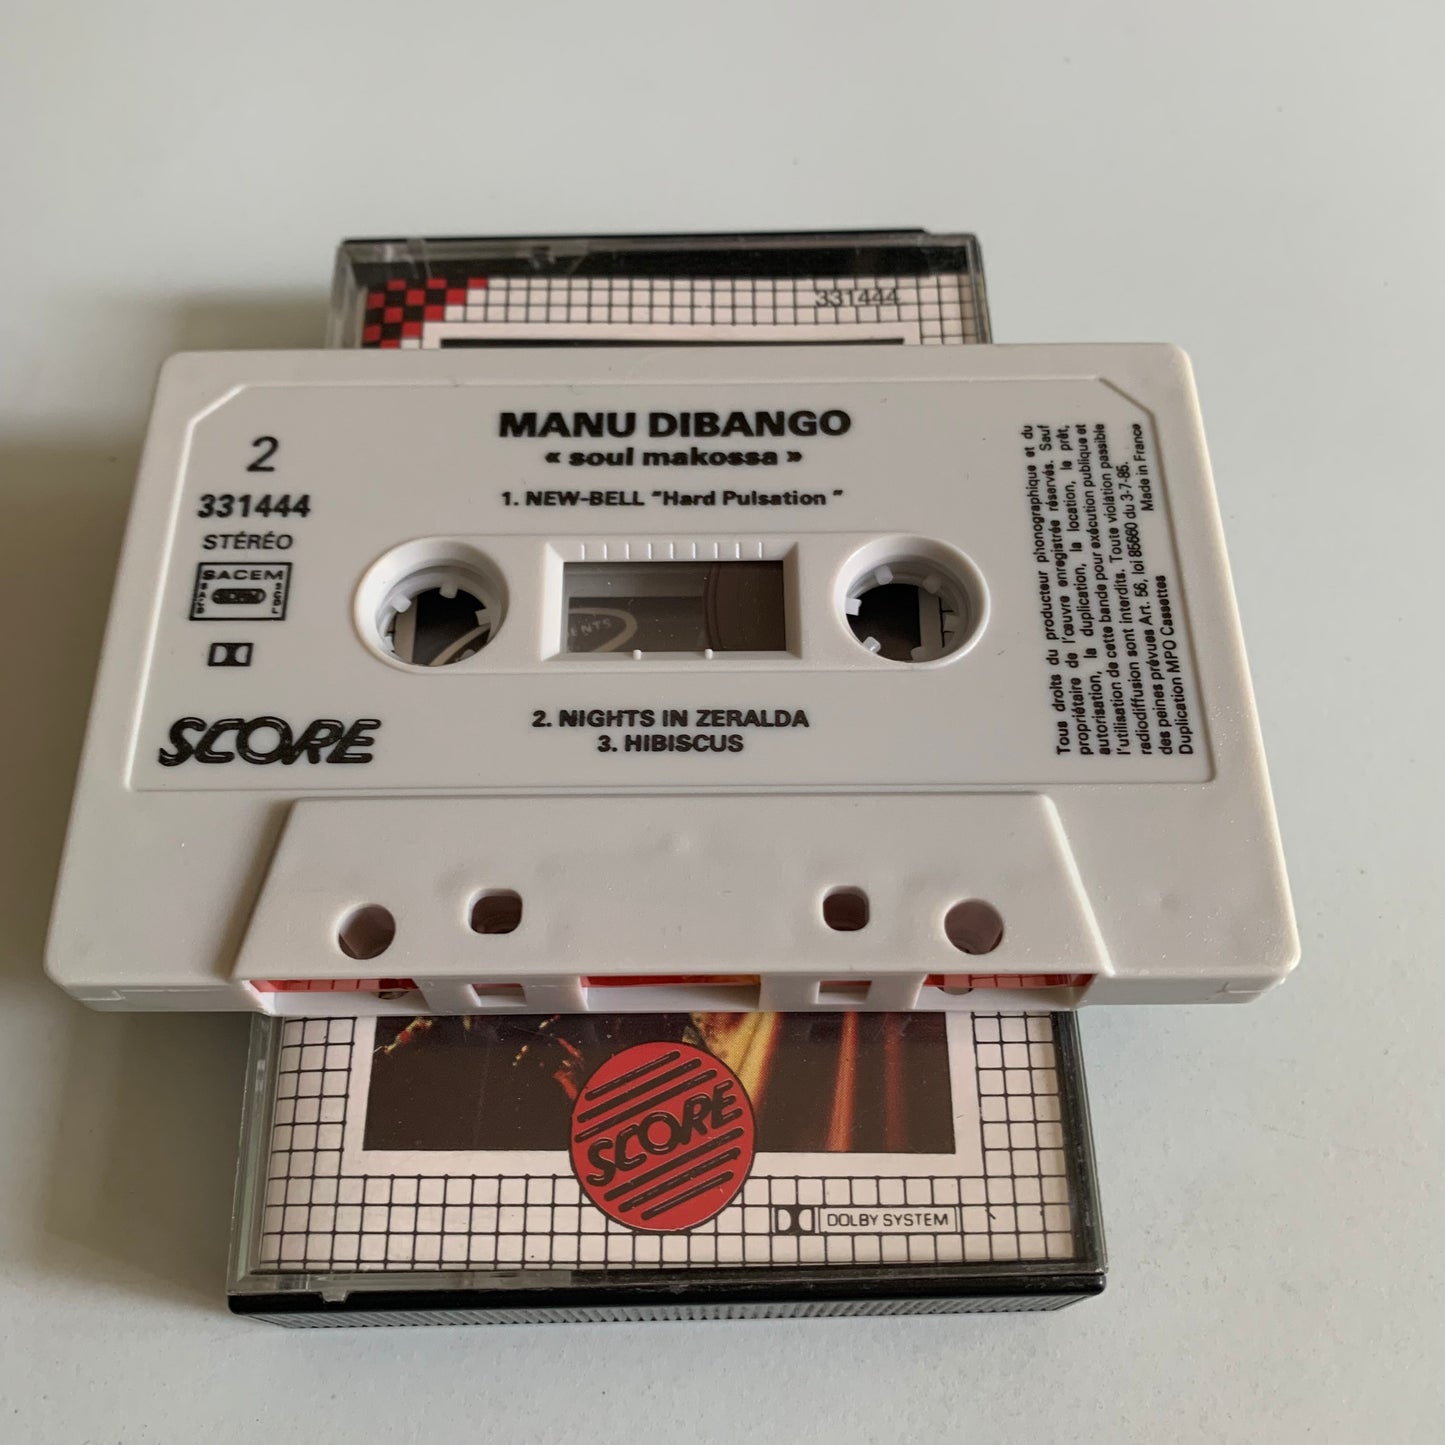 331444
MANU DIBANGO
« soul makossa »
1. NEW-BELL "Hard Pulsation"
2
331444
STÉRÉO
SACEM
SCORE
2. NIGHTS IN ZERALDA
3. HIBISCUS
Tous droits du producteur phonographique et du
propriétaire de l'œuvre enregistrée réservés. Sauf
autorisation, la duplication, la location, le prêt,
l'utilisation de cette bande pour exécution publique et
radiodiffusion sont interdits. Toute violation passible
des peines prévues Art. 56, loi 85660 du 3-7-85.
Duplication MPO Cassettes Made in France
SCORE
DOLBY SYSTEM